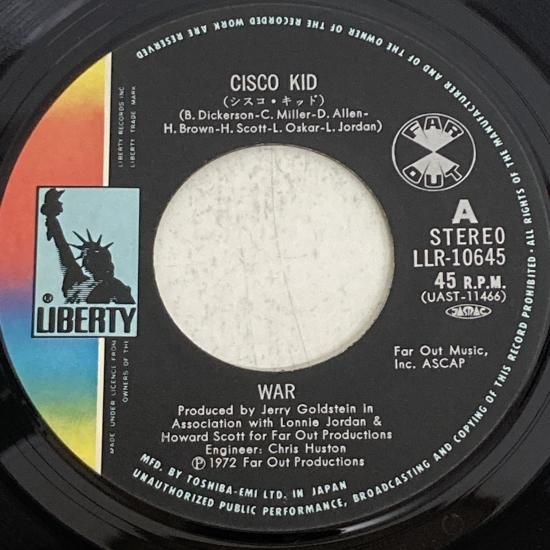 CISCO KID
(シスコ・キッド)
(B. Dickerson-C. Miller-D. Allen-
H. Brown-H. Scott-L. Oskar-L. Jordan)
FAR
OUT
A
STEREO
LLR-10645
45 R.P.M.
(UAST-11466)
JASRAC
Far Out Music,
Inc. ASCAP
LIBERTY RECORDS INC.
LIBERTY TRADE MARK
®
LIBERTY
MADE UNDER LICENCE FROM
OWNERS OF THE
WAR
Produced by Jerry Goldstein in
Association with Lonnie Jordan &
Howard Scott for Far Out Productions
Engineer: Chris Huston
Ⓟ 1972 Far Out Productions
MFD. BY TOSHIBA-EMI LTD. IN JAPAN
UNAUTHORIZED PUBLIC PERFORMANCE, BROADCASTING AND COPYING OF THIS RECORD PROHIBITED·ALL RIGHTS OF THE MANUFACTURER AND OF THE OWNER OF THE RECORDED WORK ARE RESERVED